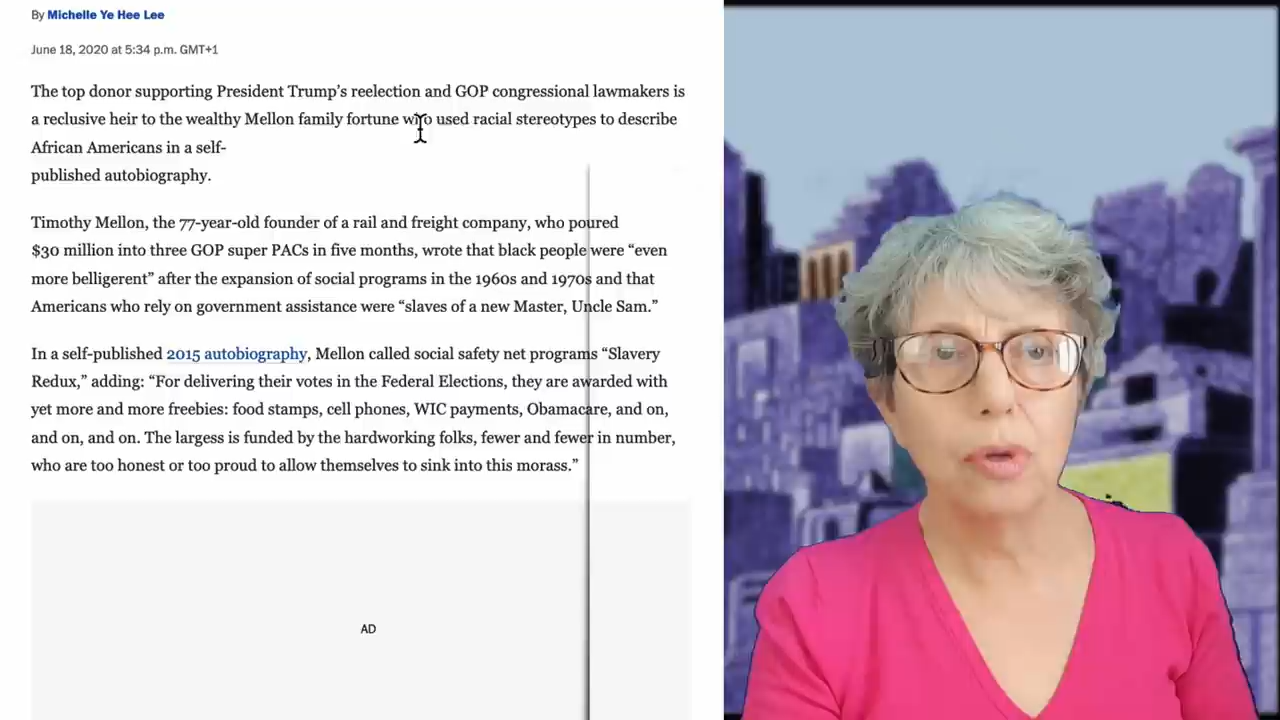 By Michelle Ye Hee Lee
June 18, 2020 at 5:34 p.m. GMT+1
The top donor supporting President Trump’s reelection and GOP congressional lawmakers is
a reclusive heir to the wealthy Mellon family fortune who used racial stereotypes to describe
African Americans in a self-
published autobiography.
Timothy Mellon, the 77-year-old founder of a rail and freight company, who poured
$30 million into three GOP super PACs in five months, wrote that black people were “even
more belligerent” after the expansion of social programs in the 1960s and 1970s and that
Americans who rely on government assistance were “slaves of a new Master, Uncle Sam.”
In a self-published 2015 autobiography, Mellon called social safety net programs “Slavery
Redux,” adding: “For delivering their votes in the Federal Elections, they are awarded with
yet more and more freebies: food stamps, cell phones, WIC payments, Obamacare, and on,
and on, and on. The largess is funded by the hardworking folks, fewer and fewer in number,
who are too honest or too proud to allow themselves to sink into this morass.”
AD